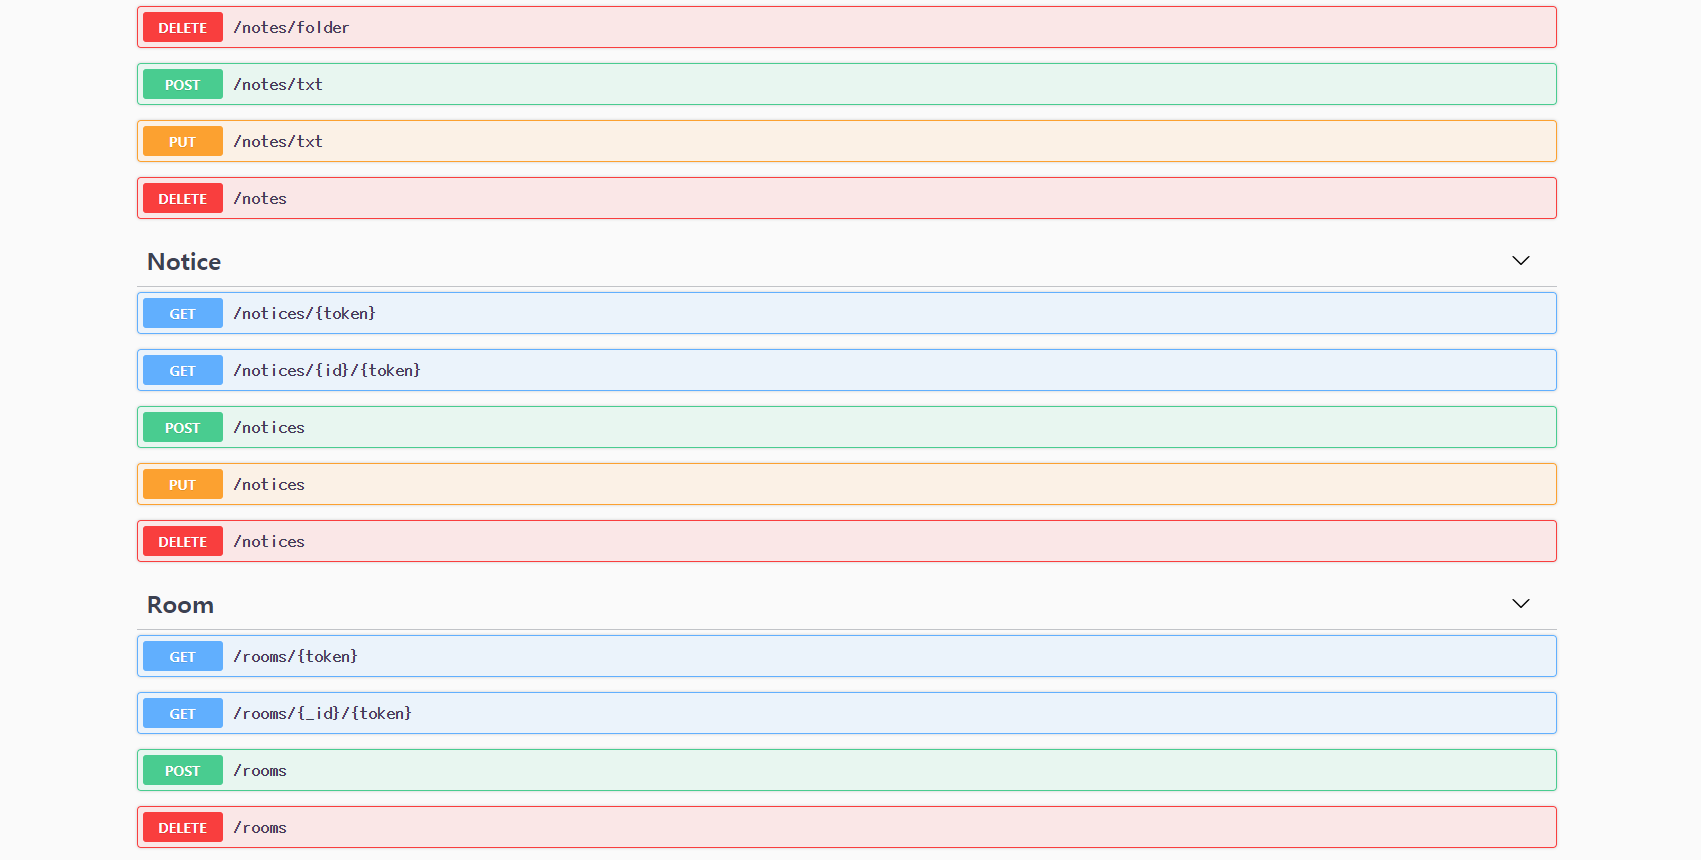 DELETE /notes/folder
POST /notes/txt
PUT /notes/txt
DELETE /notes
Notice
GET /notices/{token}
GET /notices/{id}/{token}
POST /notices
PUT /notices
DELETE /notices
Room
GET /rooms/{token}
GET /rooms/{_id}/{token}
POST /rooms
DELETE /rooms